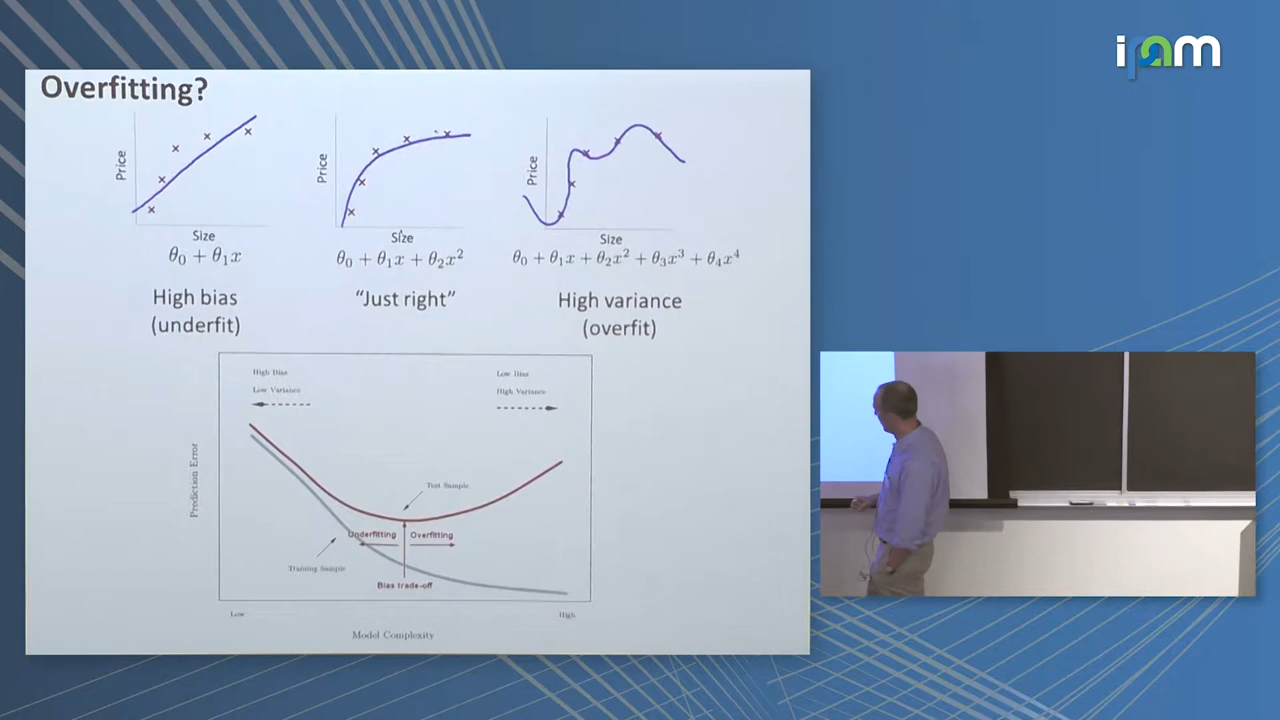 ipam
Overfitting?
Price
Size
θ₀ + θ₁x
High bias
(underfit)
Price
Size
θ₀ + θ₁x + θ₂x²
“Just right”
Price
Size
θ₀ + θ₁x + θ₂x² + θ₃x³ + θ₄x⁴
High variance
(overfit)
High Bias
Low Variance
Low Bias
High Variance
Prediction Error
Test Sample
Underfitting
Overfitting
Training Sample
Bias trade-off
Low
High
Model Complexity